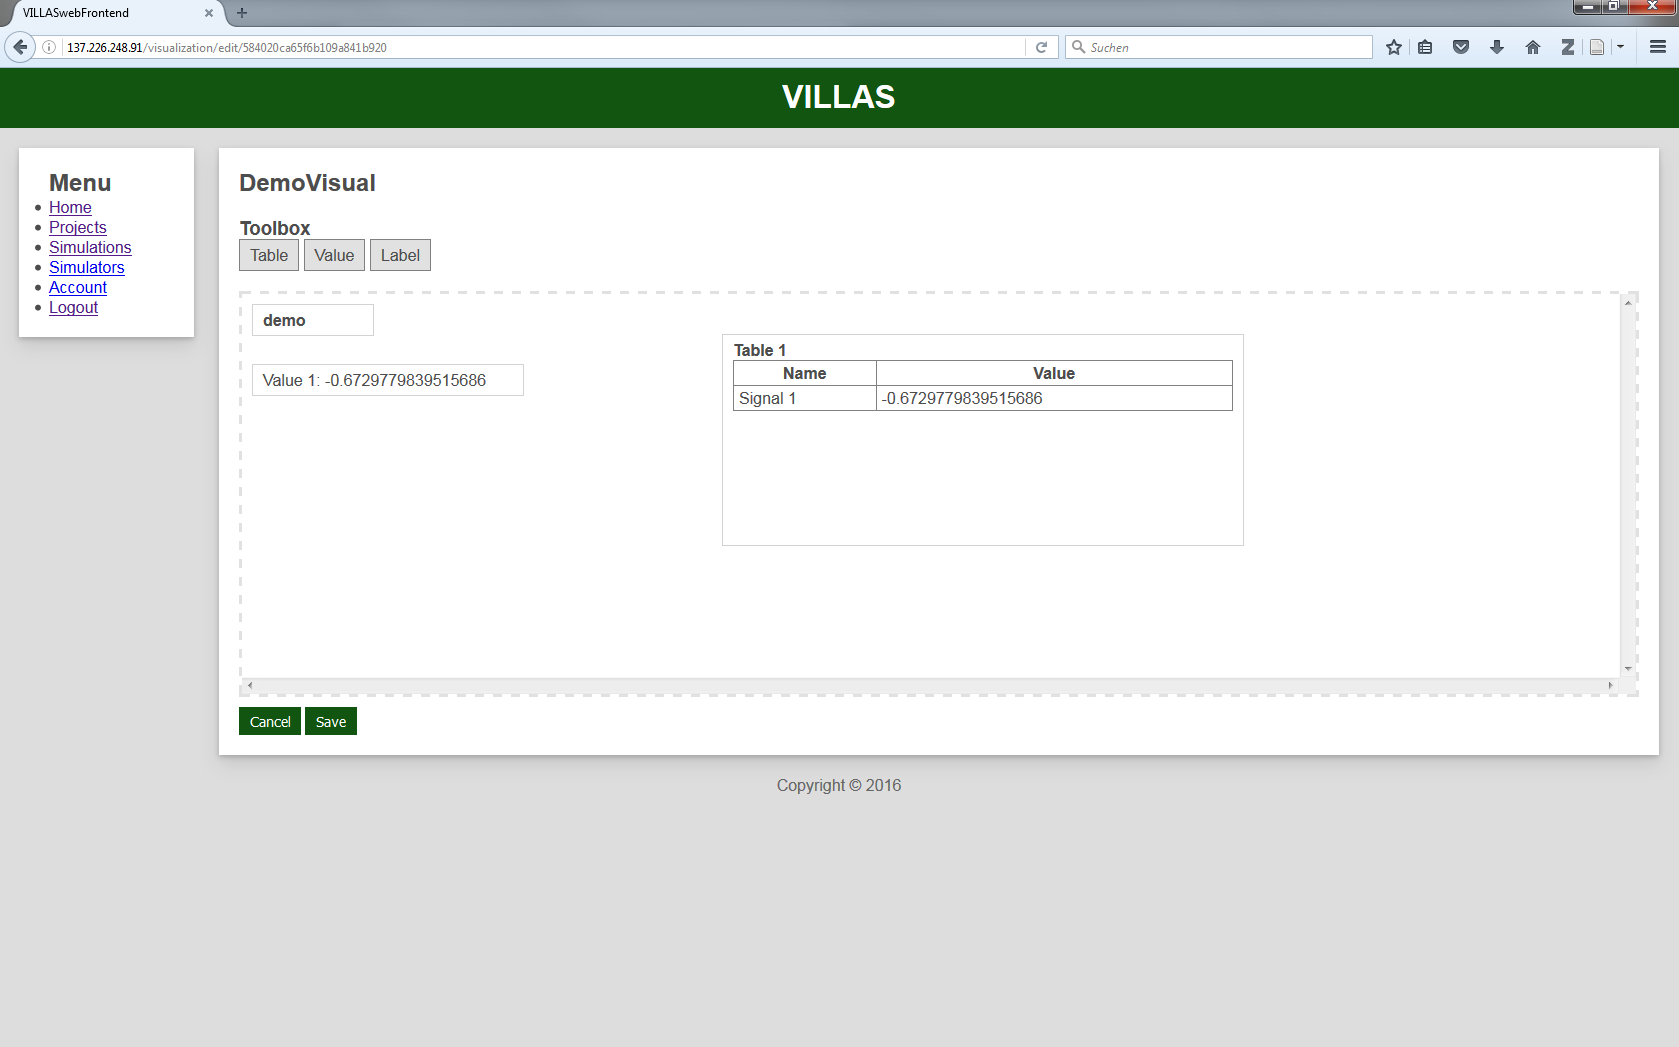 VILLASwebFrontend
137.226.248.91/visualization/edit/584020ca65f6b109a841b920
Suchen
VILLAS
Menu
Home
Projects
Simulations
Simulators
Account
Logout
DemoVisual
Toolbox
Table Value Label
demo
Value 1: -0.6729779839515686
Table 1
Name Value
Signal 1 -0.6729779839515686
Cancel Save
Copyright © 2016